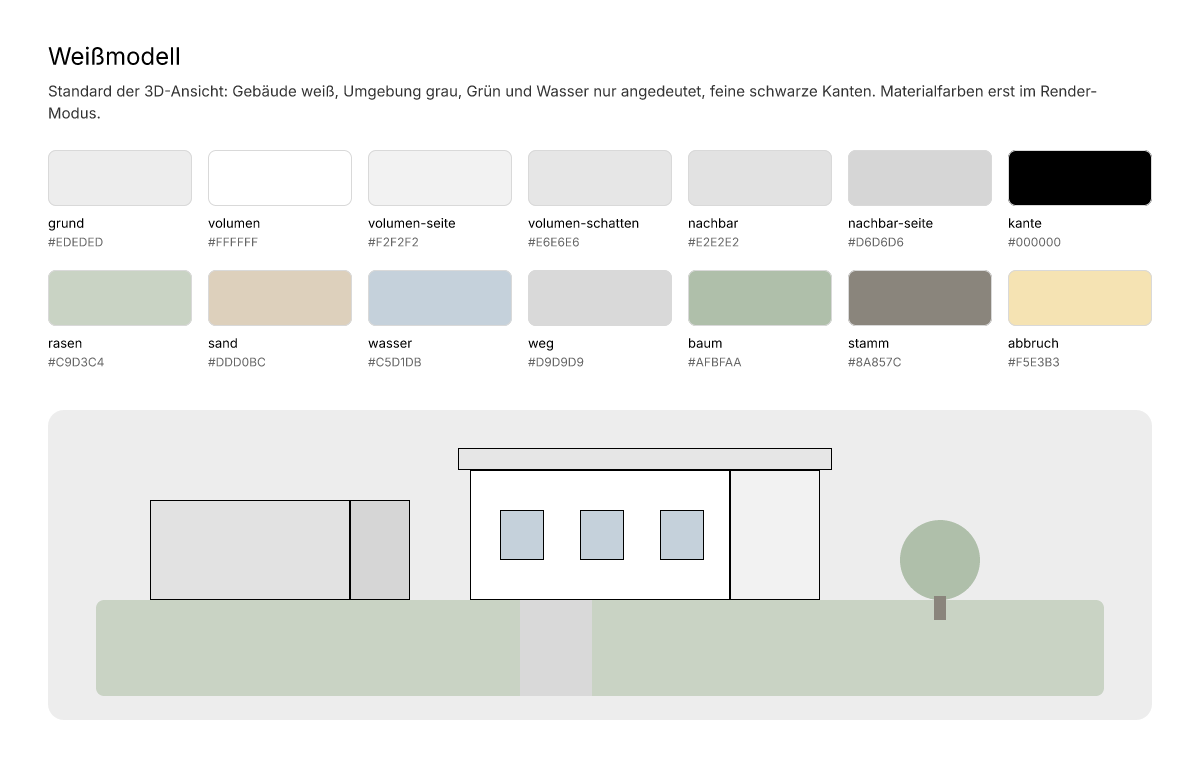 Weißmodell
Standard der 3D-Ansicht: Gebäude weiß, Umgebung grau, Grün und Wasser nur angedeutet, feine schwarze Kanten. Materialfarben erst im Render-
Modus.
grund
#EDEDED
volumen
#FFFFFF
volumen-seite
#F2F2F2
volumen-schatten
#E6E6E6
nachbar
#E2E2E2
nachbar-seite
#D6D6D6
kante
#000000
rasen
#C9D3C4
sand
#DDD0BC
wasser
#C5D1DB
weg
#D9D9D9
baum
#AFBFAA
stamm
#8A857C
abbruch
#F5E3B3